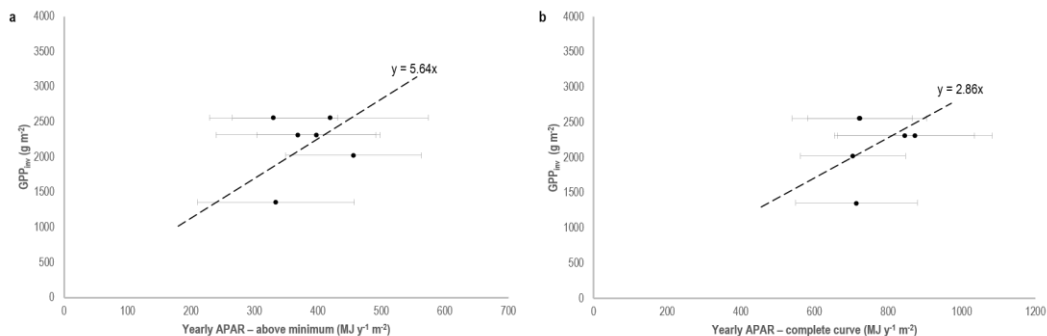 a
4000
3500
3000
2500
2000
1500
1000
500
0
GPPinv (g m-2)
y = 5.64x
0 100 200 300 400 500 600 700
Yearly APAR – above minimum (MJ y-1 m-2)
b
4000
3500
3000
2500
2000
1500
1000
500
0
GPPinv (g m-2)
y = 2.86x
0 200 400 600 800 1000 1200
Yearly APAR – complete curve (MJ y-1 m-2)